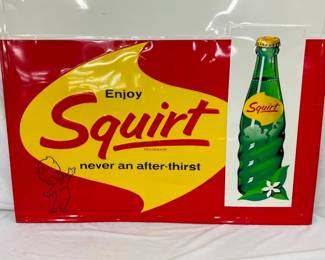 Enjoy
Squirt
never an after-thirst
Squirt